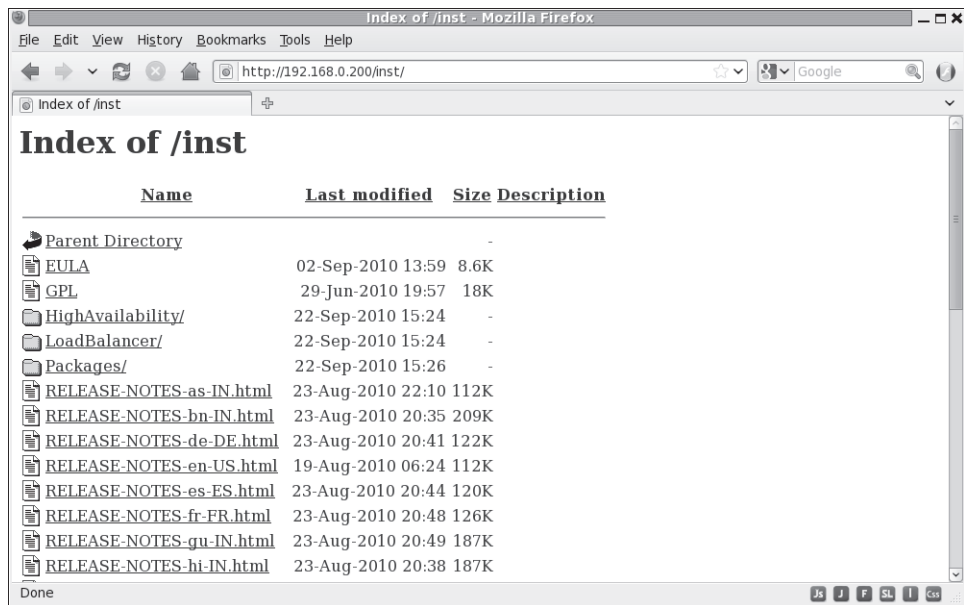 Index of /inst - Mozilla Firefox
File Edit View History Bookmarks Tools Help
http://192.168.0.200/inst/ Google
Index of /inst
Index of /inst
Name Last modified Size Description
Parent Directory -
EULA 02-Sep-2010 13:59 8.6K
GPL 29-Jun-2010 19:57 18K
HighAvailability/ 22-Sep-2010 15:24 -
LoadBalancer/ 22-Sep-2010 15:24 -
Packages/ 22-Sep-2010 15:26 -
RELEASE-NOTES-as-IN.html 23-Aug-2010 22:10 112K
RELEASE-NOTES-bn-IN.html 23-Aug-2010 20:35 209K
RELEASE-NOTES-de-DE.html 23-Aug-2010 20:41 122K
RELEASE-NOTES-en-US.html 19-Aug-2010 06:24 112K
RELEASE-NOTES-es-ES.html 23-Aug-2010 20:44 120K
RELEASE-NOTES-fr-FR.html 23-Aug-2010 20:48 126K
RELEASE-NOTES-gu-IN.html 23-Aug-2010 20:49 187K
RELEASE-NOTES-hi-IN.html 23-Aug-2010 20:38 187K
Done Js J F SL I Css